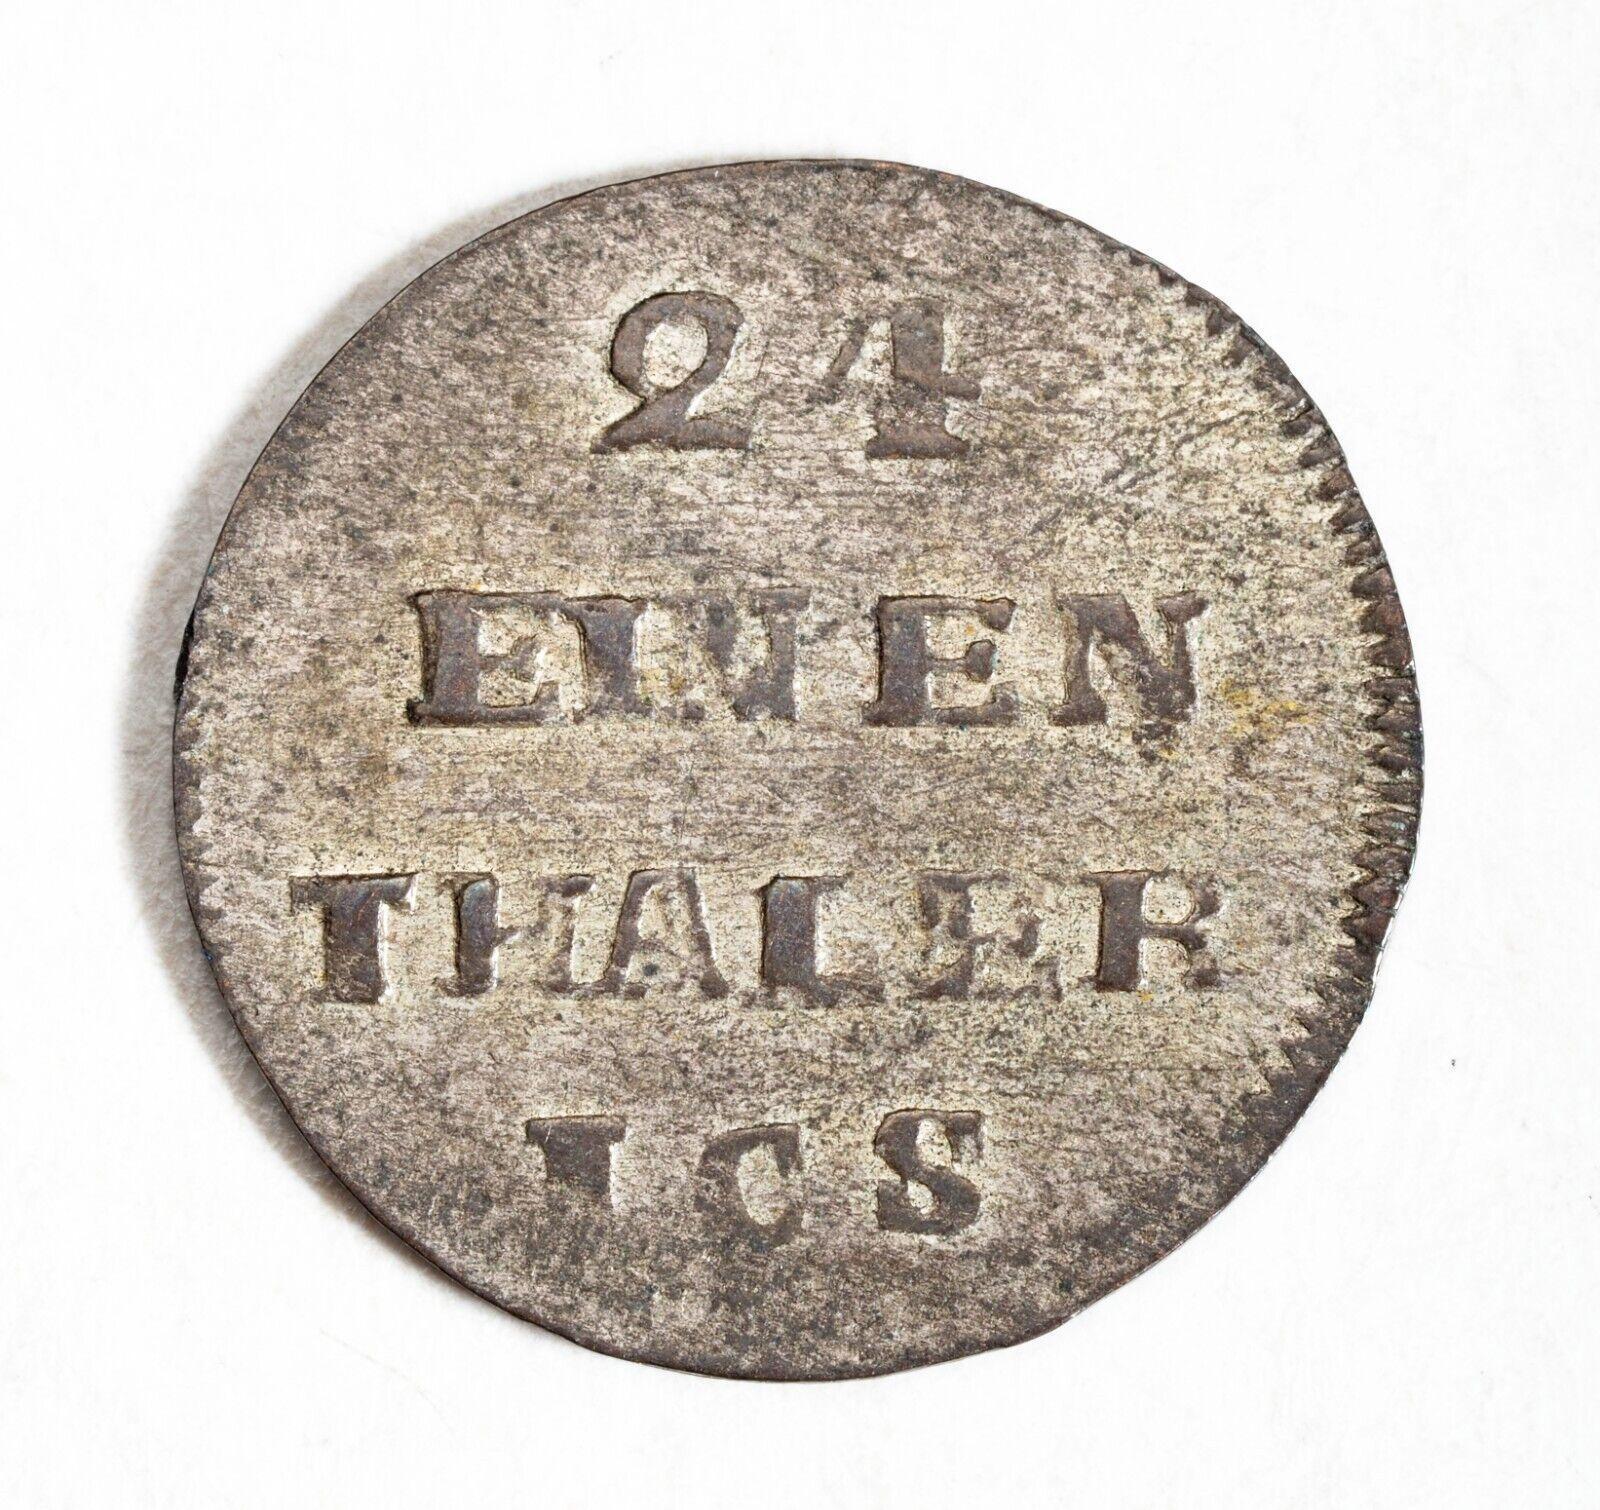 24
EINEN
THALER
ICS